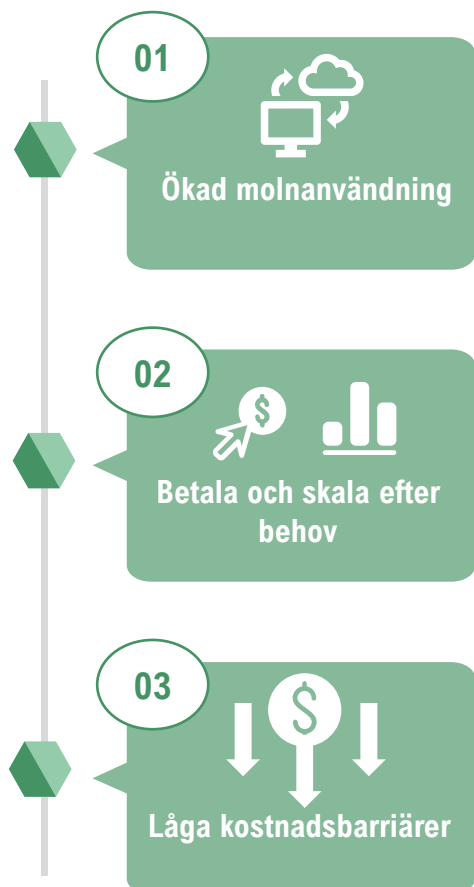 01
Ökad molnanvändning
02
$
Betala och skala efter
behov
03
$
Låga kostnadsbarriärer